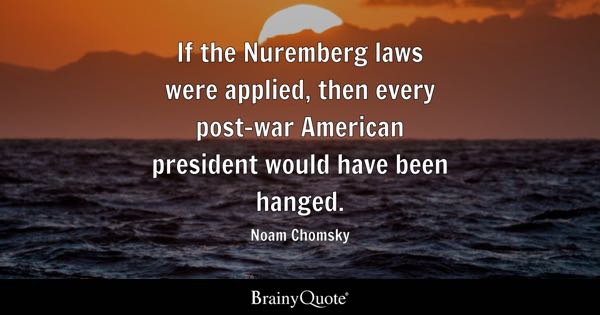 If the Nuremberg laws
were applied, then every
post-war American
president would have been
hanged.
Noam Chomsky
BrainyQuote®